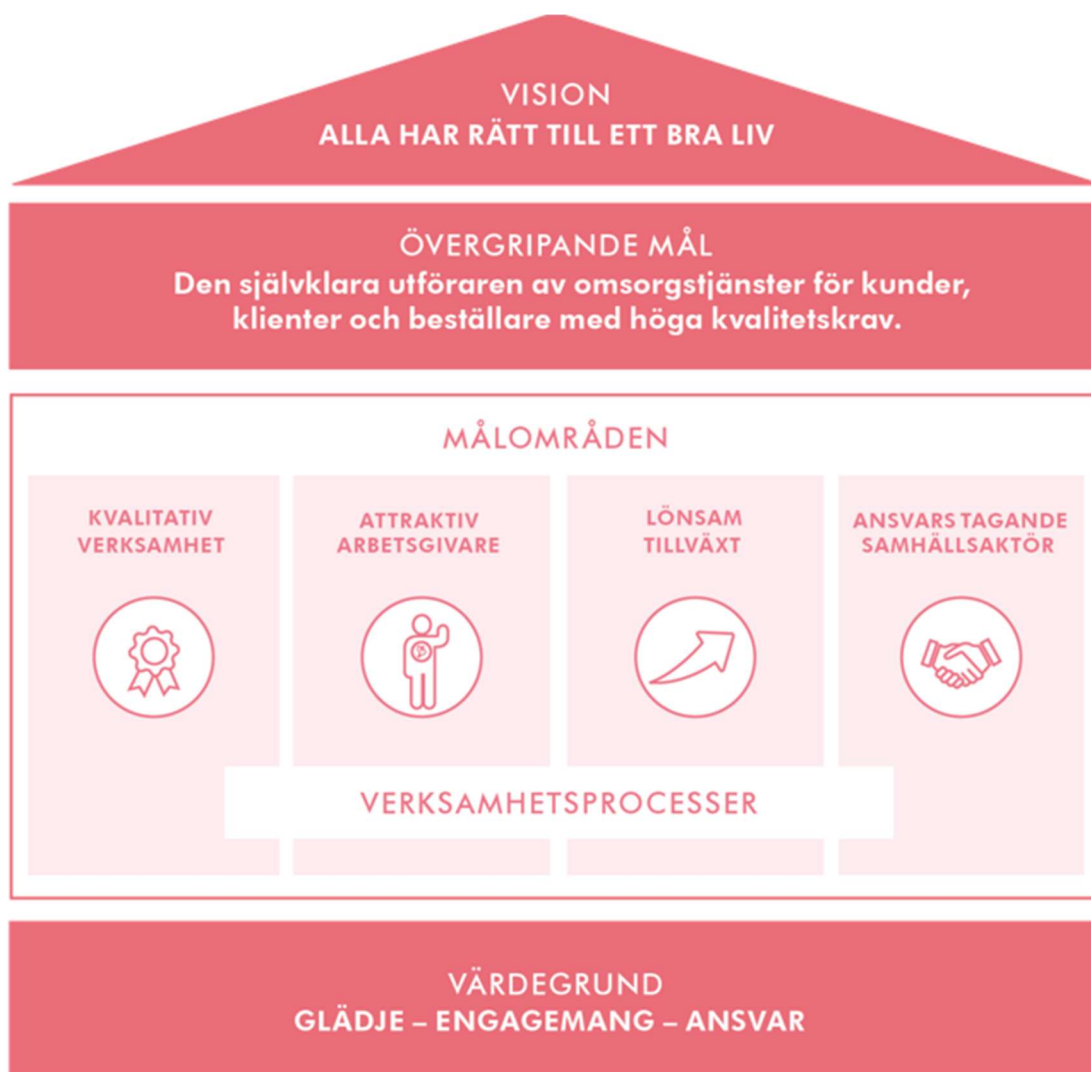 VISION
ALLA HAR RÄTT TILL ETT BRA LIV
ÖVERGRIPANDE MÅL
Den självklara utföraren av omsorgstjänster för kunder,
klienter och beställare med höga kvalitetskrav.
MÅLOMRÅDEN
KVALITATIV
VERKSAMHET
ATTRAKTIV
ARBETSGIVARE
LÖNSAM
TILLVÄXT
ANSVARS TAGANDE
SAMHÄLLSAKTÖR
VERKSAMHETSPROCESSER
VÄRDEGRUND
GLÄDJE – ENGAGEMANG – ANSVAR